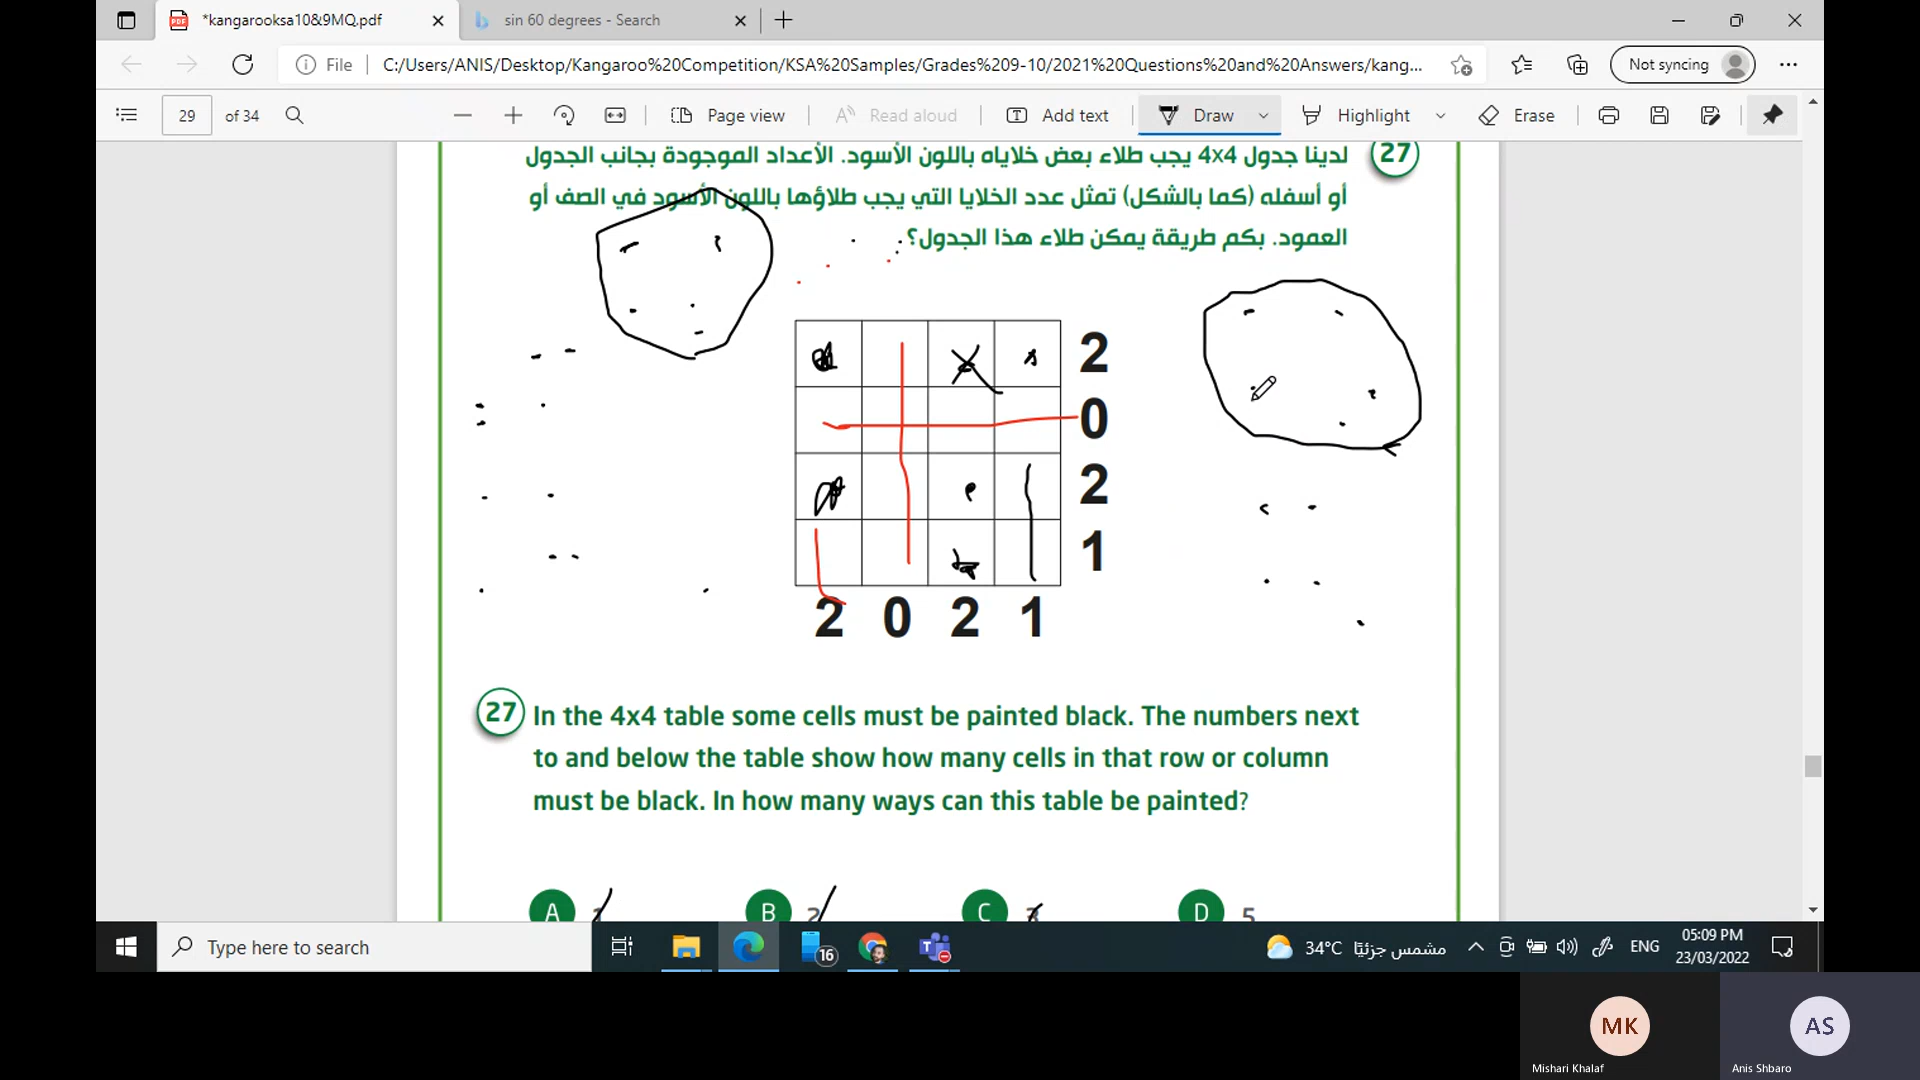 *kangarooksa10&9MQ.pdf
sin 60 degrees - Search
File
C:/Users/ANIS/Desktop/Kangaroo%20Competition/KSA%20Samples/Grades%209-10/2021%20Questions%20and%20Answers/kang...
Not syncing
29 of 34
Page view
Read aloud
Add text
Draw
Highlight
Erase
27 لدينا جدول 4x4 يجب طلاء بعض خلاياه باللون الأسود. الأعداد الموجودة بجانب الجدول
أو أسفله (كما بالشكل) تمثل عدد الخلايا التي يجب طلاؤها باللون الأسود في الصف أو
العمود. بكم طريقة يمكن طلاء هذا الجدول؟
2
0
2
1
2 0 2 1
27 In the 4x4 table some cells must be painted black. The numbers next
to and below the table show how many cells in that row or column
must be black. In how many ways can this table be painted?
A 1 B 2 C 3 D 5
Type here to search
16
34°C مشمس جزئيًا
ENG
05:09 PM
23/03/2022
MK
AS
Mishari Khalaf
Anis Shbaro